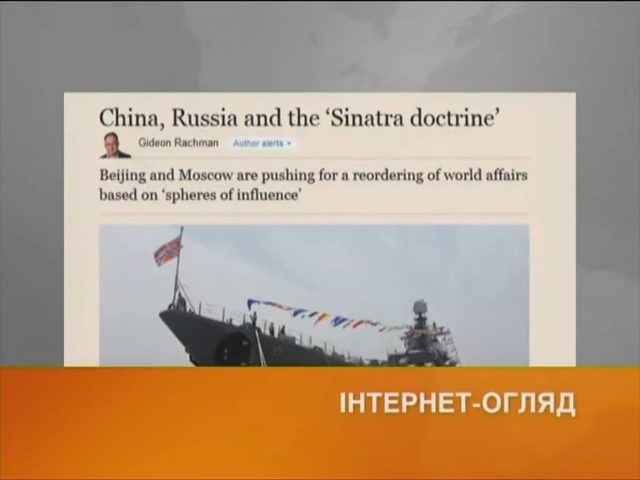 China, Russia and the ‘Sinatra doctrine’
Gideon Rachman Author alerts
Beijing and Moscow are pushing for a reordering of world affairs
based on ‘spheres of influence’
ІНТЕРНЕТ-ОГЛЯД